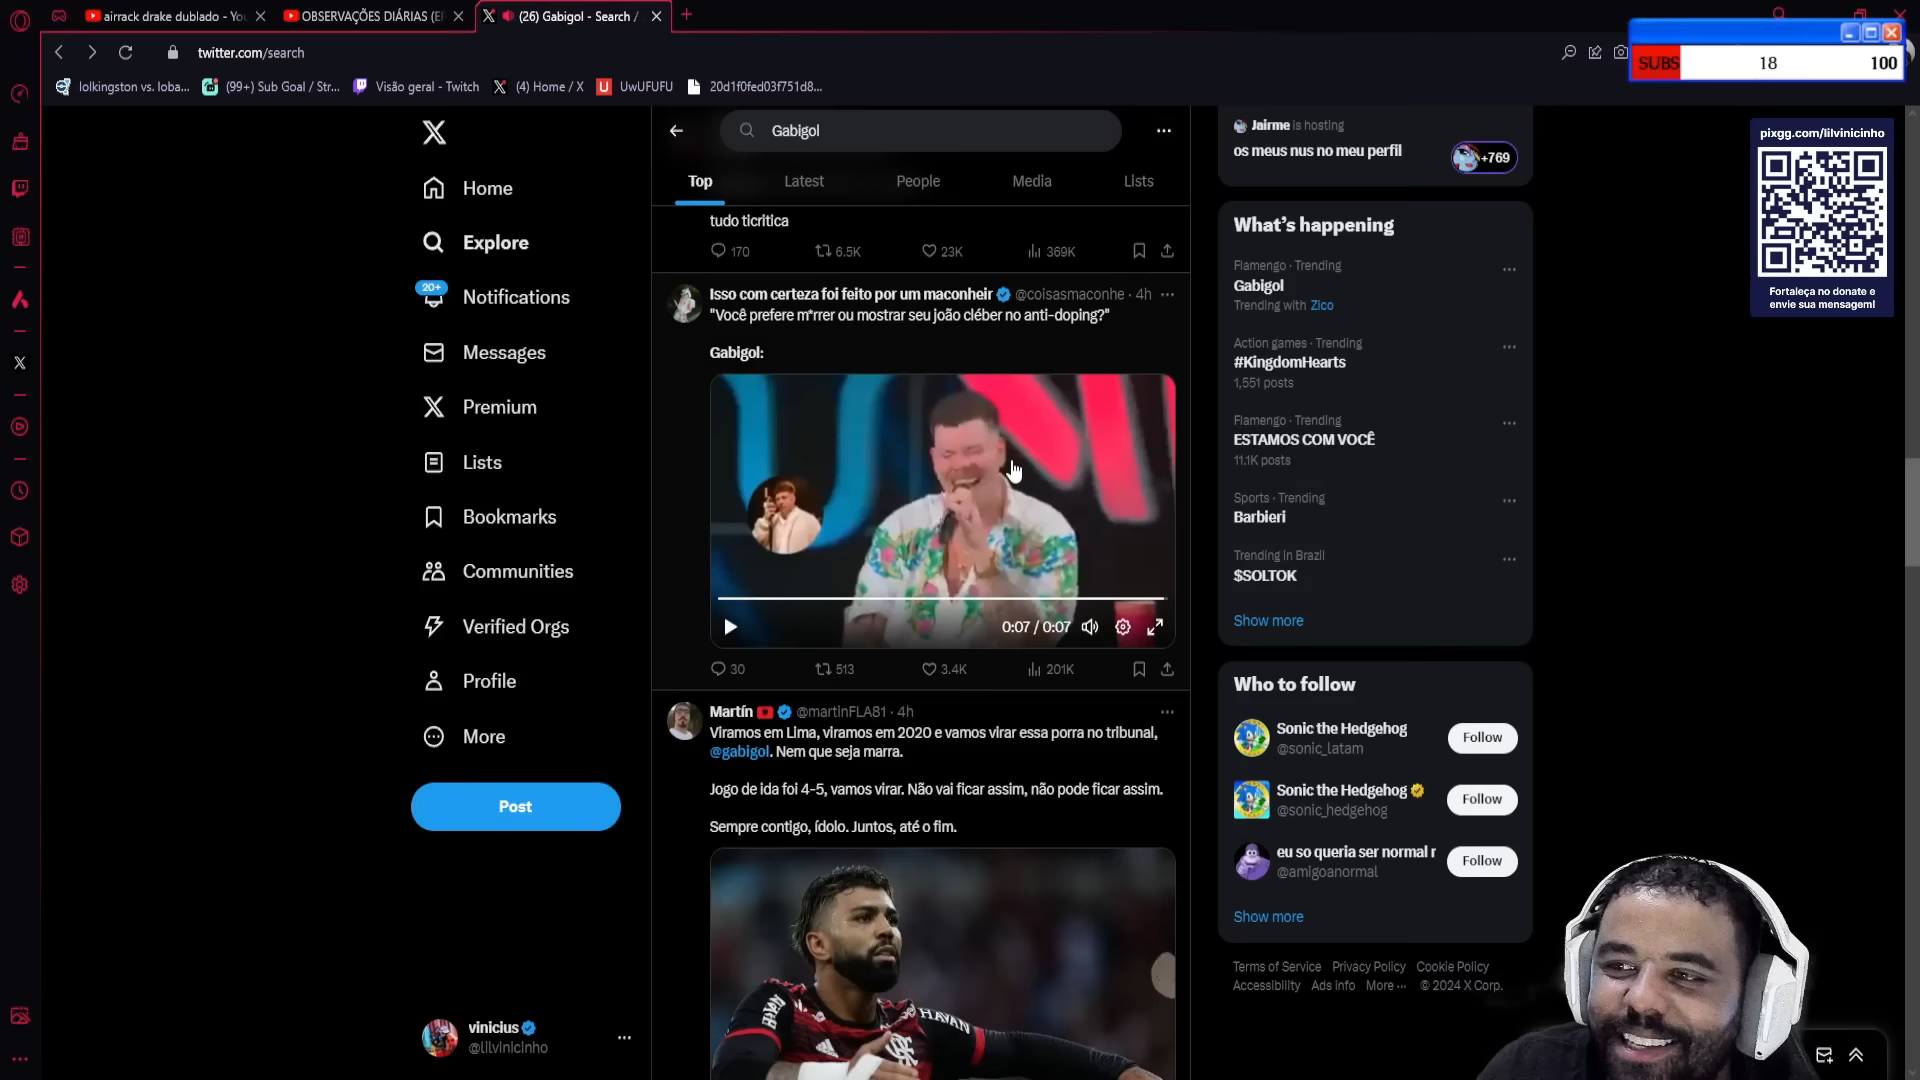 airrack drake dublado - You
OBSERVAÇÕES DIÁRIAS (E
(26) Gabigol - Search /
twitter.com/search
lolkingston vs. loba...
(99+) Sub Goal / Str...
Visão geral - Twitch
(4) Home / X
UwUFUFU
20d1f0fed03f751d8...
SUBS 18 100
pixgg.com/lilvinicinho
Fortaleça no donate e
envie sua mensagem!
Home
Explore
20+
Notifications
Messages
Premium
Lists
Bookmarks
Communities
Verified Orgs
Profile
More
Post
vinicius
@lilvinicinho
Gabigol
Top
Latest
People
Media
Lists
tudo ticritica
170 6.5K 23K 369K
Isso com certeza foi feito por um maconheir @coisasmaconhe · 4h
"Você prefere m*rrer ou mostrar seu joão cléber no anti-doping?"
Gabigol:
0:07 / 0:07
30 513 3.4K 201K
Martín @martinFLA81 · 4h
Viramos em Lima, viramos em 2020 e vamos virar essa porra no tribunal,
@gabigol. Nem que seja marra.
Jogo de ida foi 4-5, vamos virar. Não vai ficar assim, não pode ficar assim.
Sempre contigo, ídolo. Juntos, até o fim.
HAVAN
Jairme is hosting
os meus nus no meu perfil
+769
What's happening
Flamengo · Trending
Gabigol
Trending with Zico
Action games · Trending
#KingdomHearts
1,551 posts
Flamengo · Trending
ESTAMOS COM VOCÊ
11.1K posts
Sports · Trending
Barbieri
Trending in Brazil
$SOLTOK
Show more
Who to follow
Sonic the Hedgehog
@sonic_latam
Follow
Sonic the Hedgehog
@sonic_hedgehog
Follow
eu so queria ser normal r
@amigoanormal
Follow
Show more
Terms of Service Privacy Policy Cookie Policy
Accessibility Ads info More ··· © 2024 X Corp.